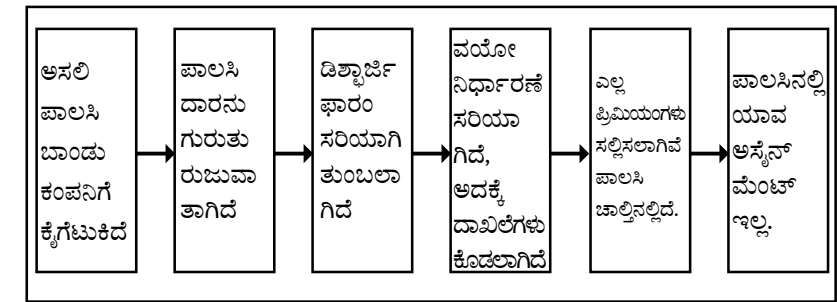 ಅಸಲಿ
ಪಾಲಸಿ
ಬಾಂಡು
ಕಂಪನಿಗೆ
ಕೈಗೆಟುಕಿದೆ
ಪಾಲಸಿ
ದಾರನು
ಗುರುತು
ರುಜುವಾ
ತಾಗಿದೆ
ಡಿಶ್ಚಾರ್ಜ
ಫಾರಂ
ಸರಿಯಾಗಿ
ತುಂಬಲಾ
ಗಿದೆ
ವಯೋ
ನಿರ್ಧಾರಣೆ
ಸರಿಯಾ
ಗಿದೆ,
ಅದಕ್ಕೆ
ದಾಖಲೆಗಳು
ಕೊಡಲಾಗಿದೆ
ಎಲ್ಲ
ಪ್ರಿಮಿಯಂಗಳು
ಸಲ್ಲಿಸಲಾಗಿವೆ
ಪಾಲಸಿ
ಚಾಲ್ತಿನಲ್ಲಿದೆ.
ಪಾಲಸಿನಲ್ಲಿ
ಯಾವ
ಅಸೈನ್
ಮೆಂಟ್
ಇಲ್ಲ.